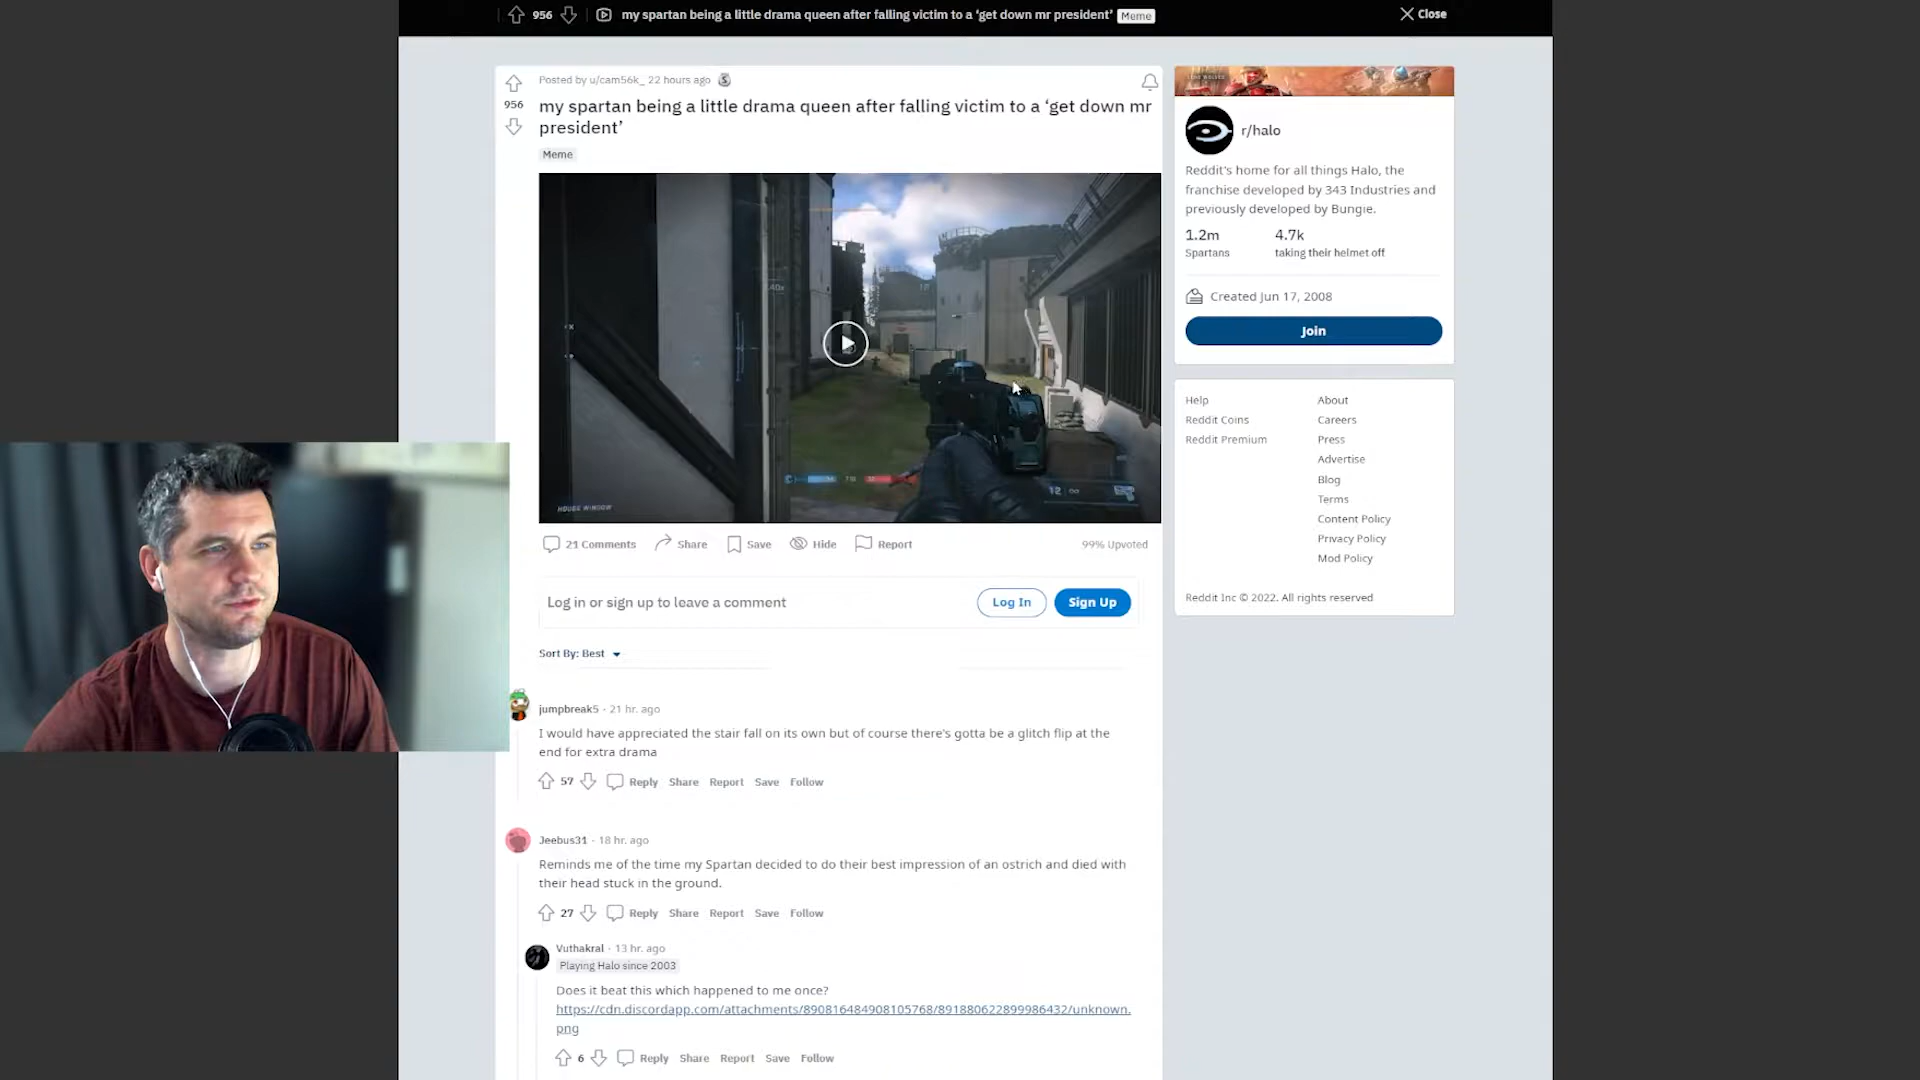 956
my spartan being a little drama queen after falling victim to a ‘get down mr president’ Meme
Close
Posted by u/cam56k_ 22 hours ago
956
my spartan being a little drama queen after falling victim to a ‘get down mr
president’
Meme
HOUSE WINDOW
12
21 Comments Share Save Hide Report 99% Upvoted
Log in or sign up to leave a comment Log In Sign Up
Sort By: Best
jumpbreak5 · 21 hr. ago
I would have appreciated the stair fall on its own but of course there's gotta be a glitch flip at the
end for extra drama
57 Reply Share Report Save Follow
Jeebus31 · 18 hr. ago
Reminds me of the time my Spartan decided to do their best impression of an ostrich and died with
their head stuck in the ground.
27 Reply Share Report Save Follow
Vuthakral · 13 hr. ago
Playing Halo since 2003
Does it beat this which happened to me once?
https://cdn.discordapp.com/attachments/890816484908105768/891880622899986432/unknown.
png
6 Reply Share Report Save Follow
r/halo
Reddit's home for all things Halo, the
franchise developed by 343 Industries and
previously developed by Bungie.
1.2m 4.7k
Spartans taking their helmet off
Created Jun 17, 2008
Join
Help About
Reddit Coins Careers
Reddit Premium Press
Advertise
Blog
Terms
Content Policy
Privacy Policy
Mod Policy
Reddit Inc © 2022. All rights reserved